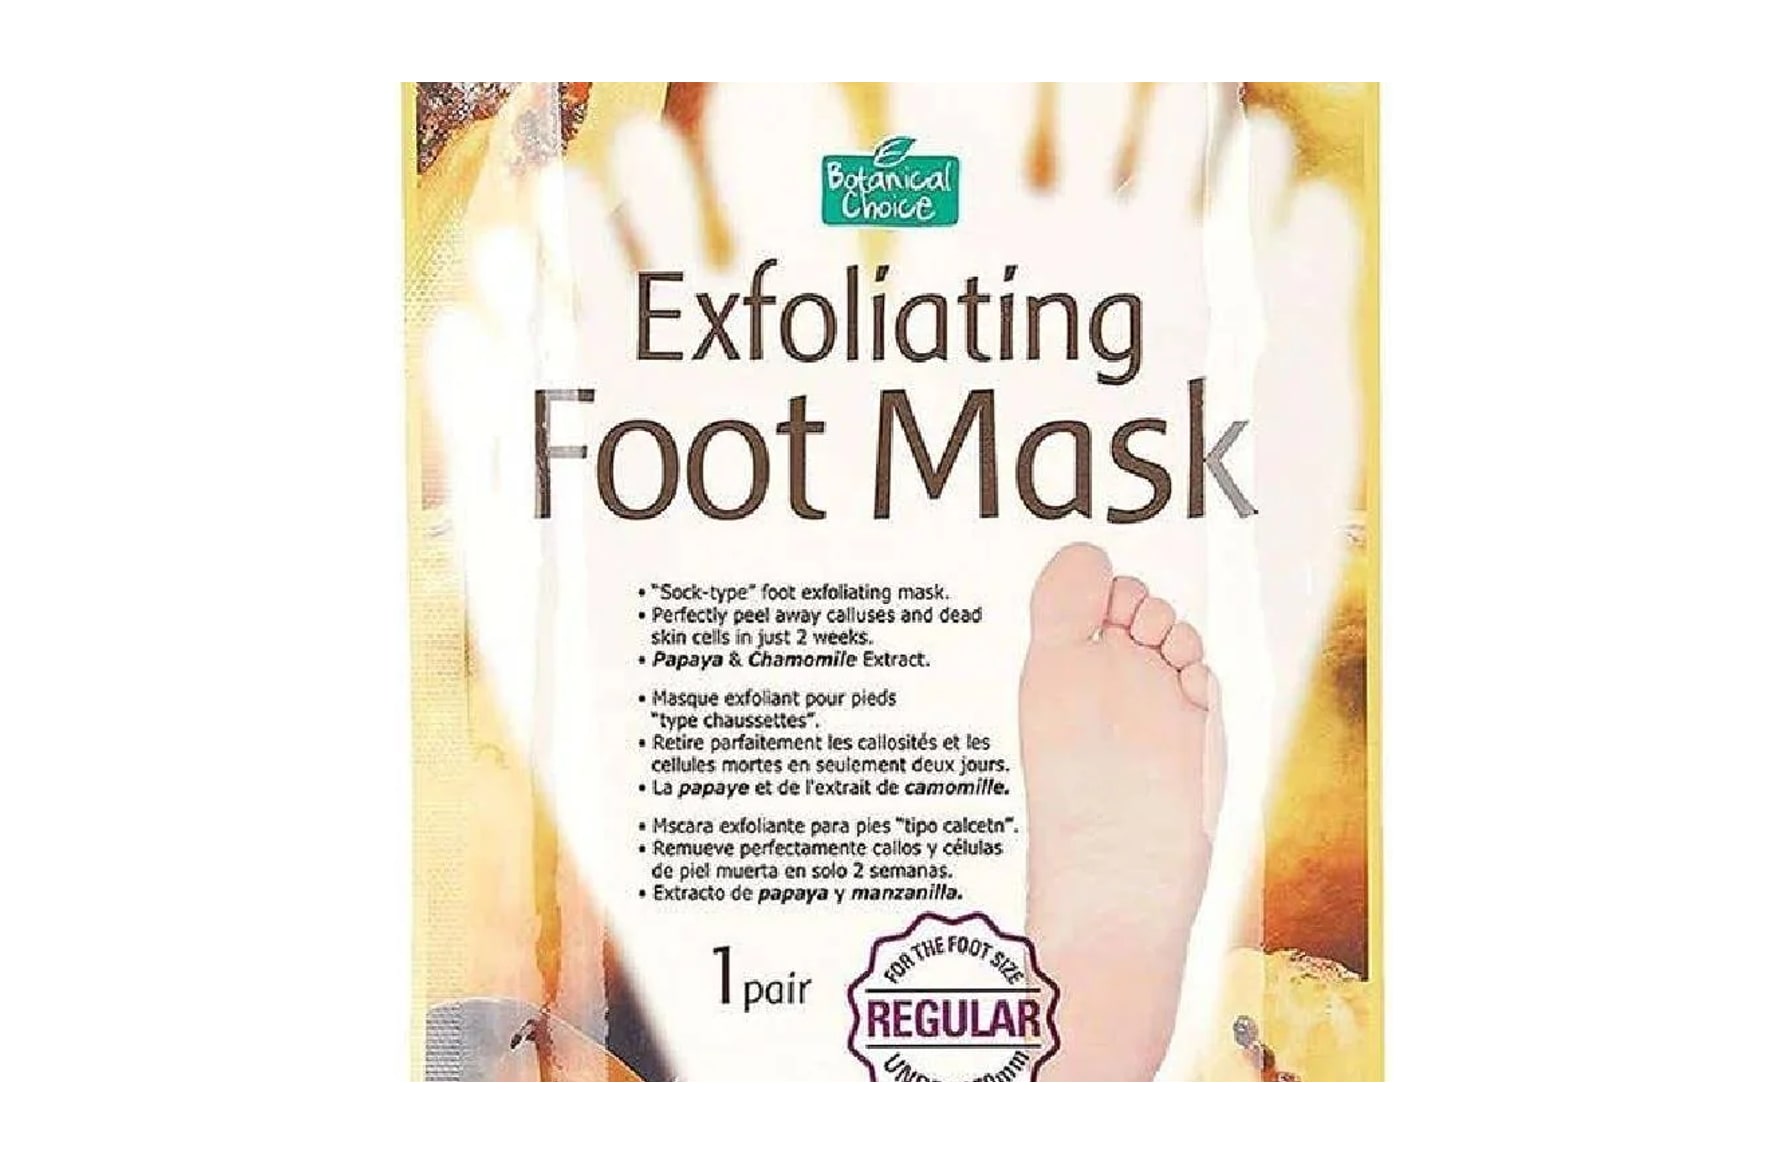 Botanical
Choice
Exfoliating
Foot Mask
• "Sock-type" foot exfoliating mask.
• Perfectly peel away calluses and dead
skin cells in just 2 weeks.
• Papaya & Chamomile Extract.
• Masque exfoliant pour pieds
"type chaussettes".
• Retire parfaitement les callosités et les
cellules mortes en seulement deux jours.
• La papaye et de l'extrait de camomille.
• Mscara exfoliante para pies "tipo calcetn".
• Remueve perfectamente callos y células
de piel muerta en solo 2 semanas.
• Extracto de papaya y manzanilla.
1 pair
FOR THE FOOT SIZE
REGULAR